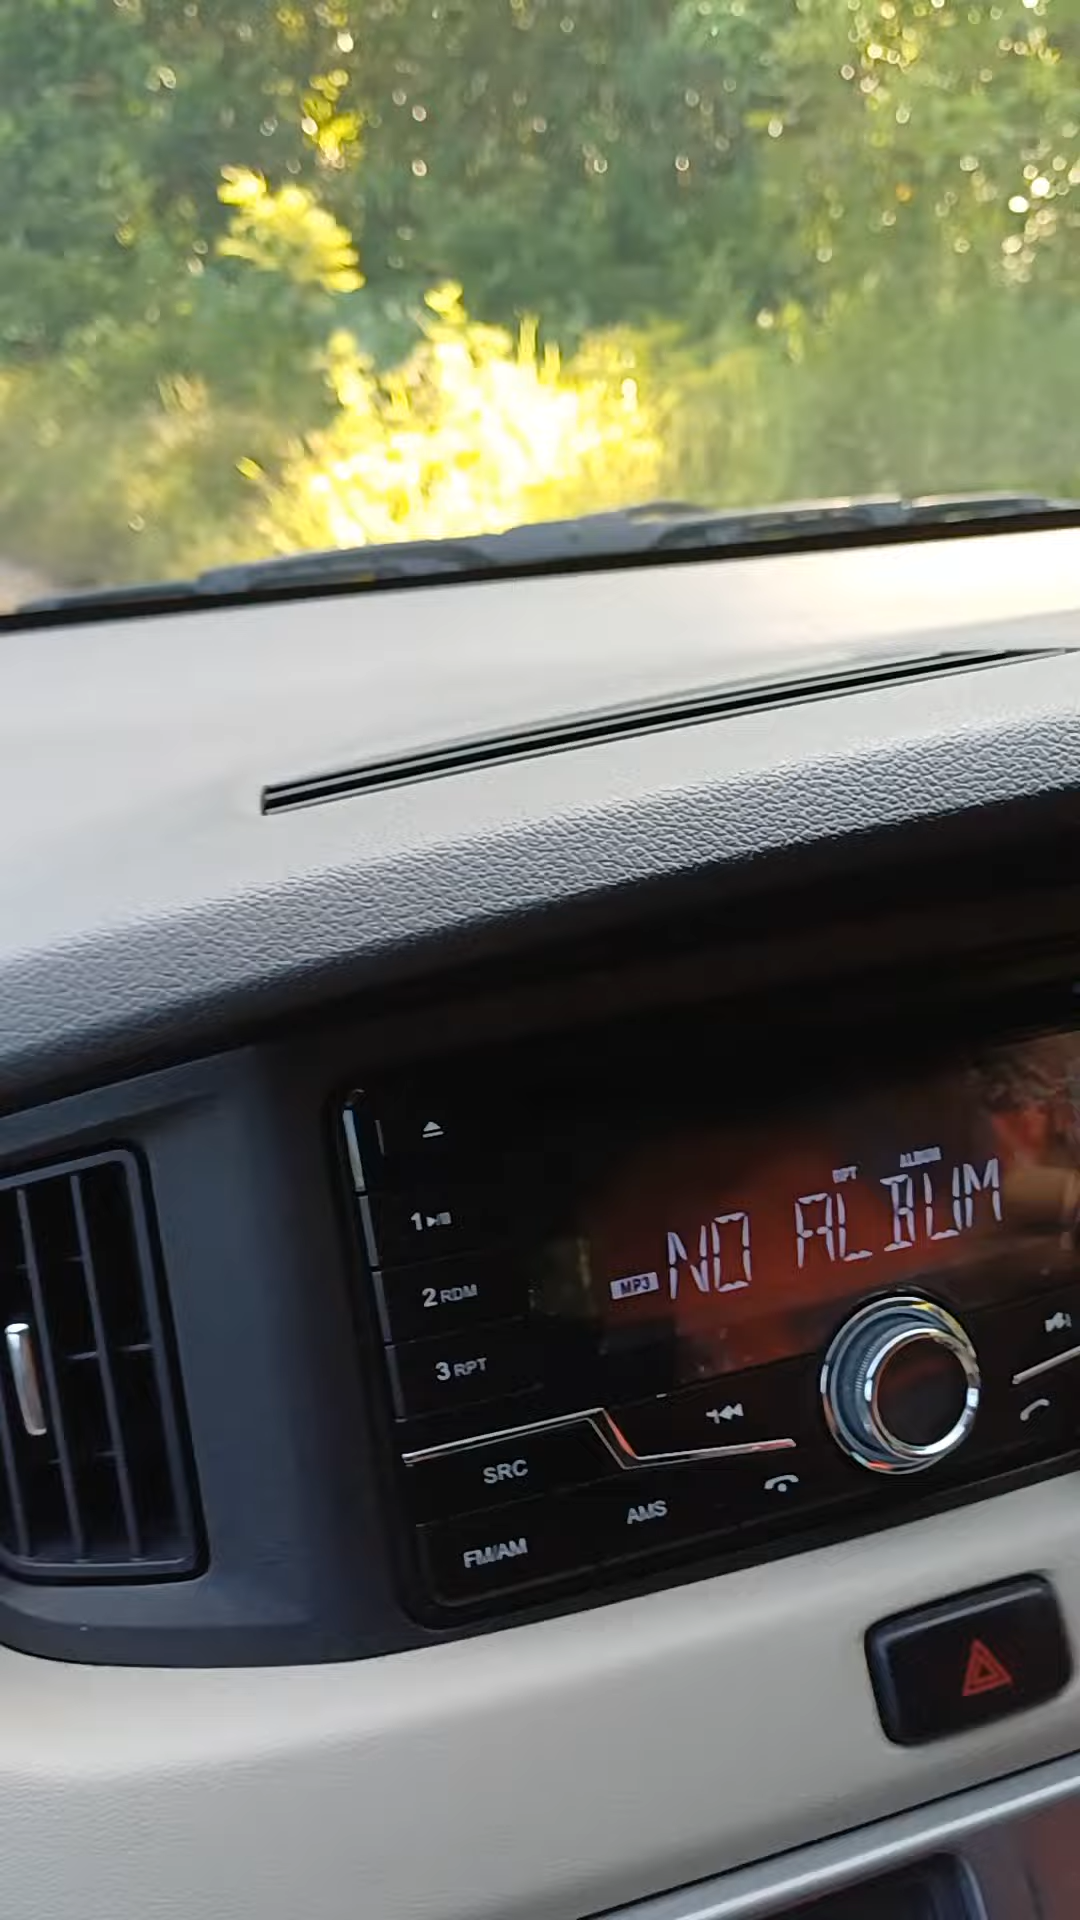 RPT ALBUM
MP3 NO ALBUM
1
2 RDM
3 RPT
SRC
AMS
FM/AM